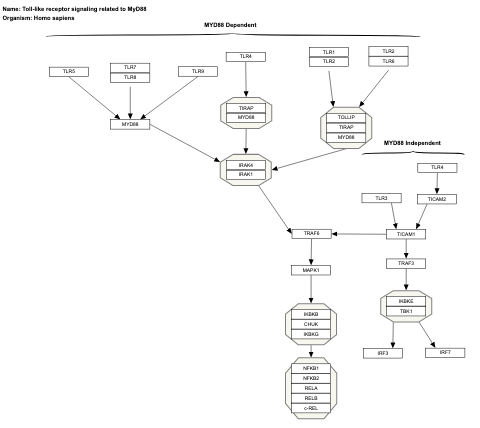 Name: Toll-like receptor signaling related to MyD88
Organism: Homo sapiens
MYD88 Dependent
TLR5
TLR7
TLR8
TLR9
TLR4
TLR1
TLR2
TLR2
TLR6
MYD88
TIRAP
MYD88
TOLLIP
TIRAP
MYD88
MYD88 Independent
IRAK4
IRAK1
TLR4
TLR3
TICAM2
TRAF6
TICAM1
MAPK1
TRAF3
IKBKB
CHUK
IKBKG
IKBKE
TBK1
IRF3
IRF7
NFKB1
NFKB2
RELA
RELB
c-REL